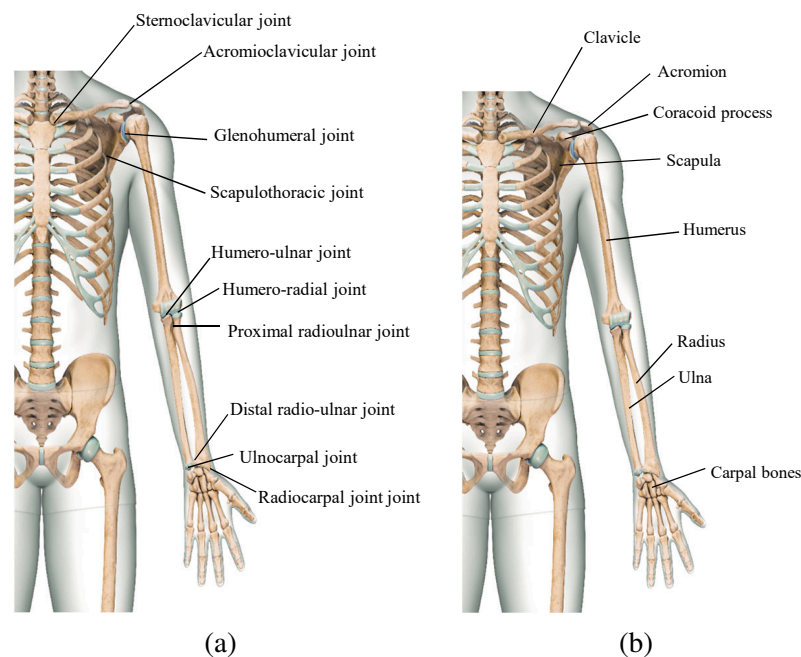 Sternoclavicular joint
Acromioclavicular joint
Glenohumeral joint
Scapulothoracic joint
Humero-ulnar joint
Humero-radial joint
Proximal radioulnar joint
Distal radio-ulnar joint
Ulnocarpal joint
Radiocarpal joint joint
(a)
Clavicle
Acromion
Coracoid process
Scapula
Humerus
Radius
Ulna
Carpal bones
(b)